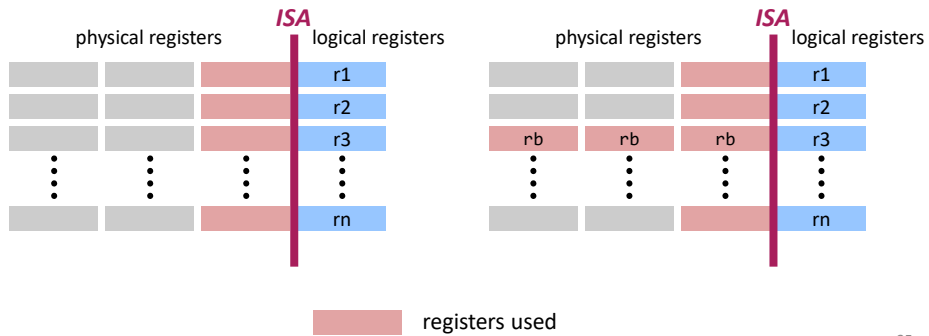 ISA
physical registers logical registers
r1
r2
r3
rn
ISA
physical registers logical registers
r1
r2
rb rb rb r3
rn
registers used